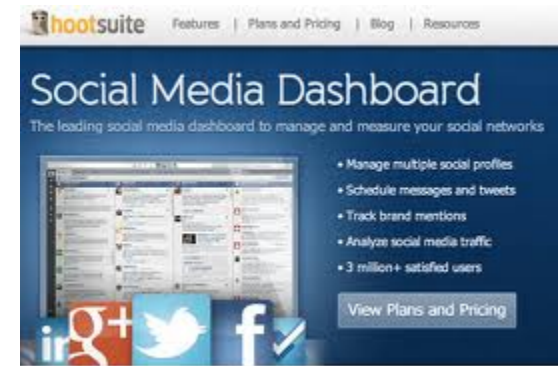 hootsuite Features | Plans and Pricing | Blog | Resources
Social Media Dashboard
The leading social media dashboard to manage and measure your social networks
• Manage multiple social profiles
• Schedule messages and tweets
• Track brand mentions
• Analyze social media traffic
• 3 million+ satisfied users
View Plans and Pricing
in g+ f